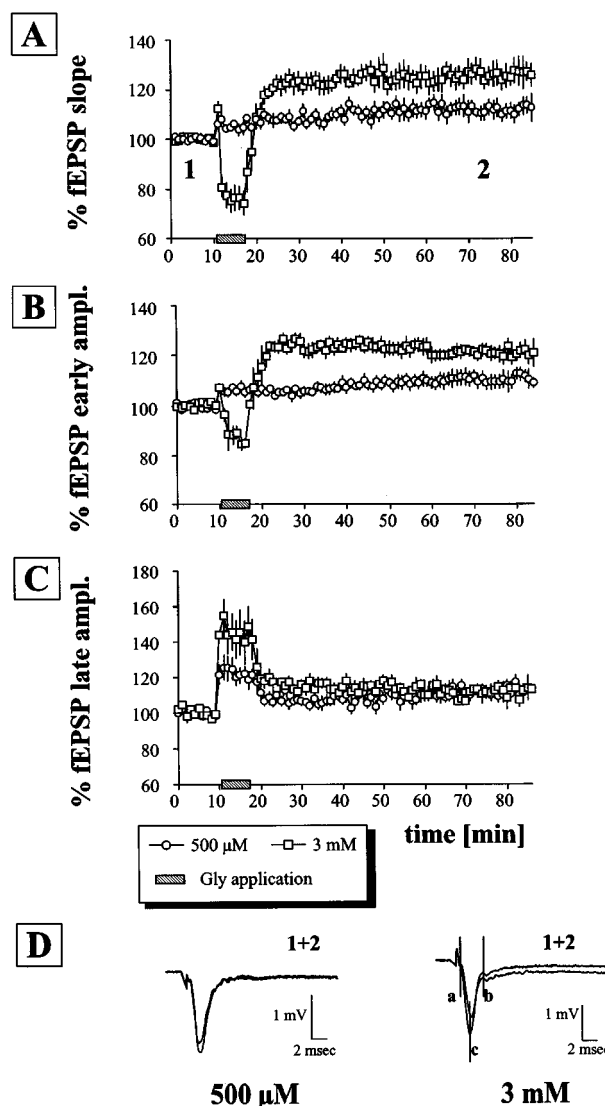 A
% fEPSP slope
140
120
100
80
60
1
2
0 10 20 30 40 50 60 70 80
B
% fEPSP early ampl.
140
120
100
80
60
0 10 20 30 40 50 60 70 80
C
% fEPSP late ampl.
180
160
140
120
100
80
60
0 10 20 30 40 50 60 70 80
time [min]
500 µM 3 mM
Gly application
D
1+2
1 mV
2 msec
500 µM
1+2
a
b
c
1 mV
2 msec
3 mM